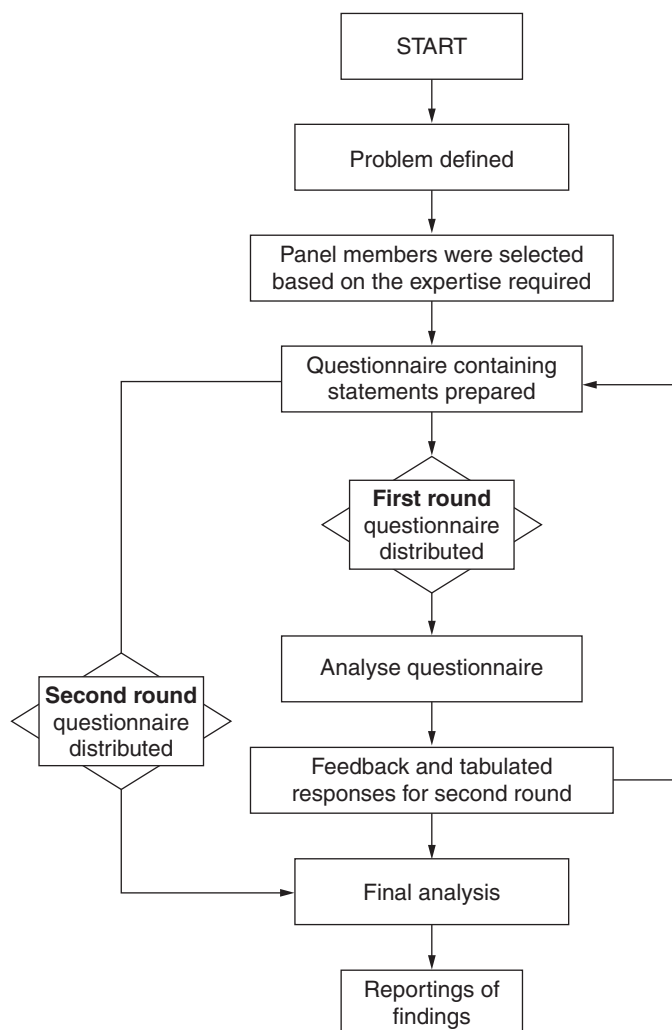 START
Problem defined
Panel members were selected
based on the expertise required
Questionnaire containing
statements prepared
First round
questionnaire
distributed
Analyse questionnaire
Second round
questionnaire
distributed
Feedback and tabulated
responses for second round
Final analysis
Reportings of
findings